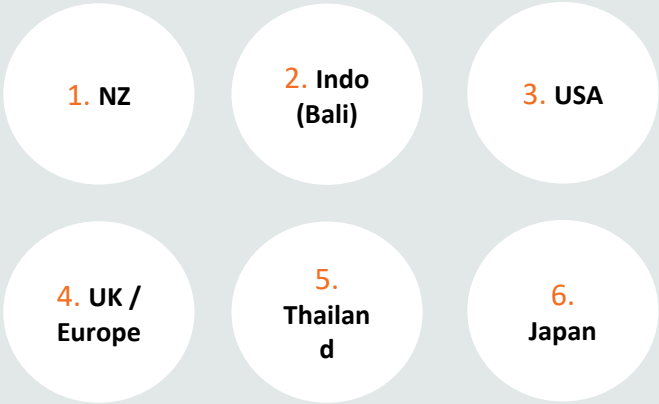 1. NZ
2. Indo
(Bali)
3. USA
4. UK /
Europe
5.
Thailan
d
6.
Japan